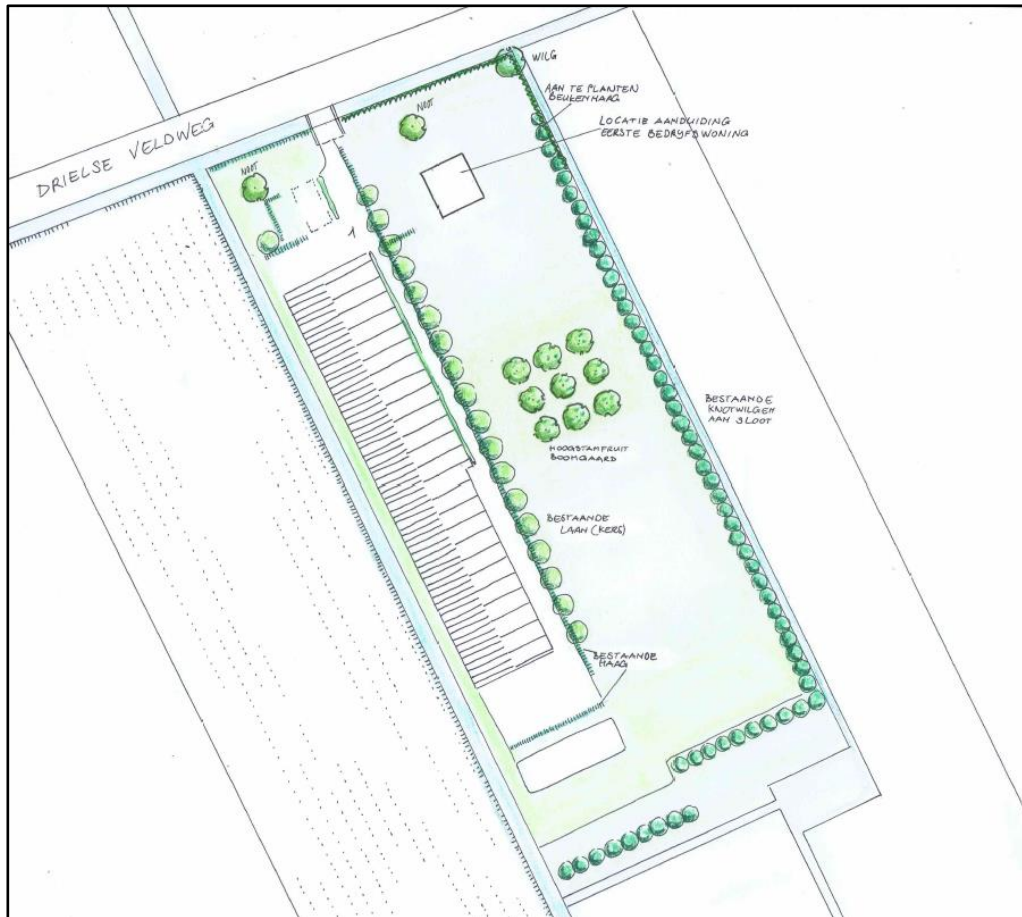 WILG
AAN TE PLANTEN
BEUKENHAAG
NOOT
LOCATIE AANDUIDING
EERSTE BEDRYFSWONING
DRIELSE VELDWEG
NOOT
1
BESTAANDE
KNOTWILGEN
AAN SLOOT
HOOGSTAMFRUIT
BOOMGAARD
BESTAANDE
LAAN (KERS)
BESTAANDE
HAAG